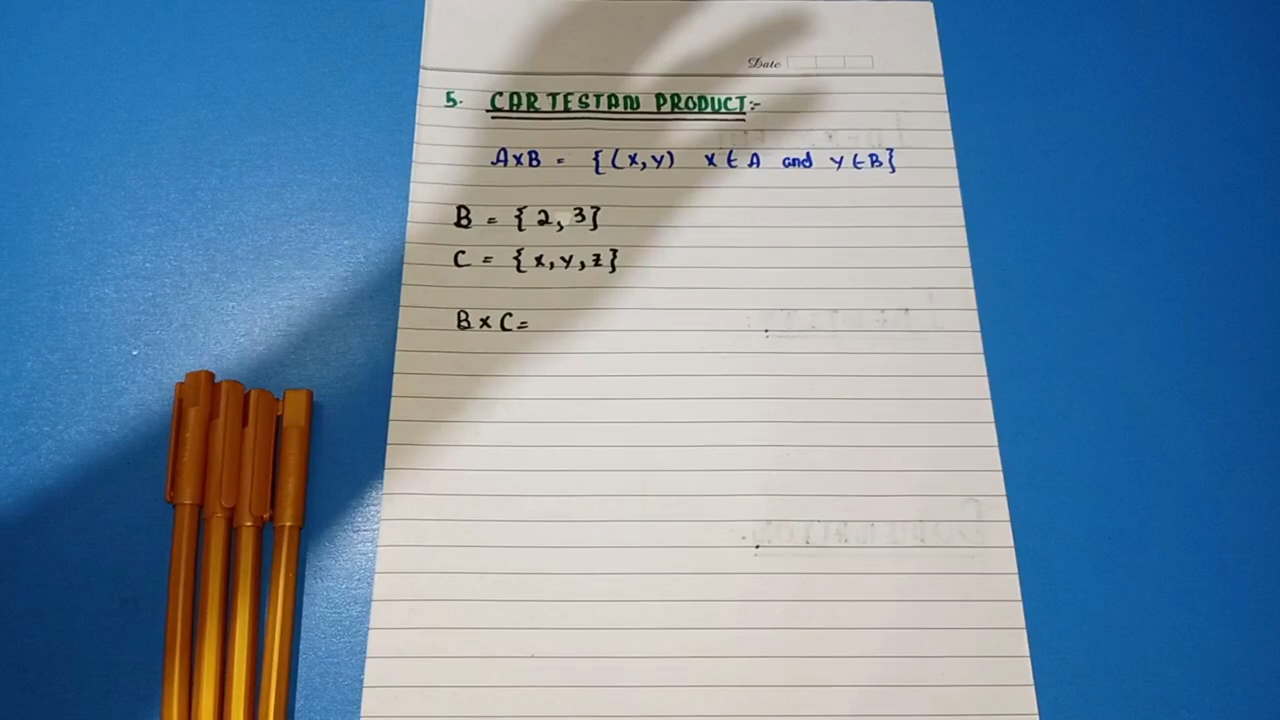 Date
5. CARTESIAN PRODUCT:-
A×B = {(x,y) x ∈ A and y ∈ B}
B = {2, 3}
C = {x, y, z}
B × C =